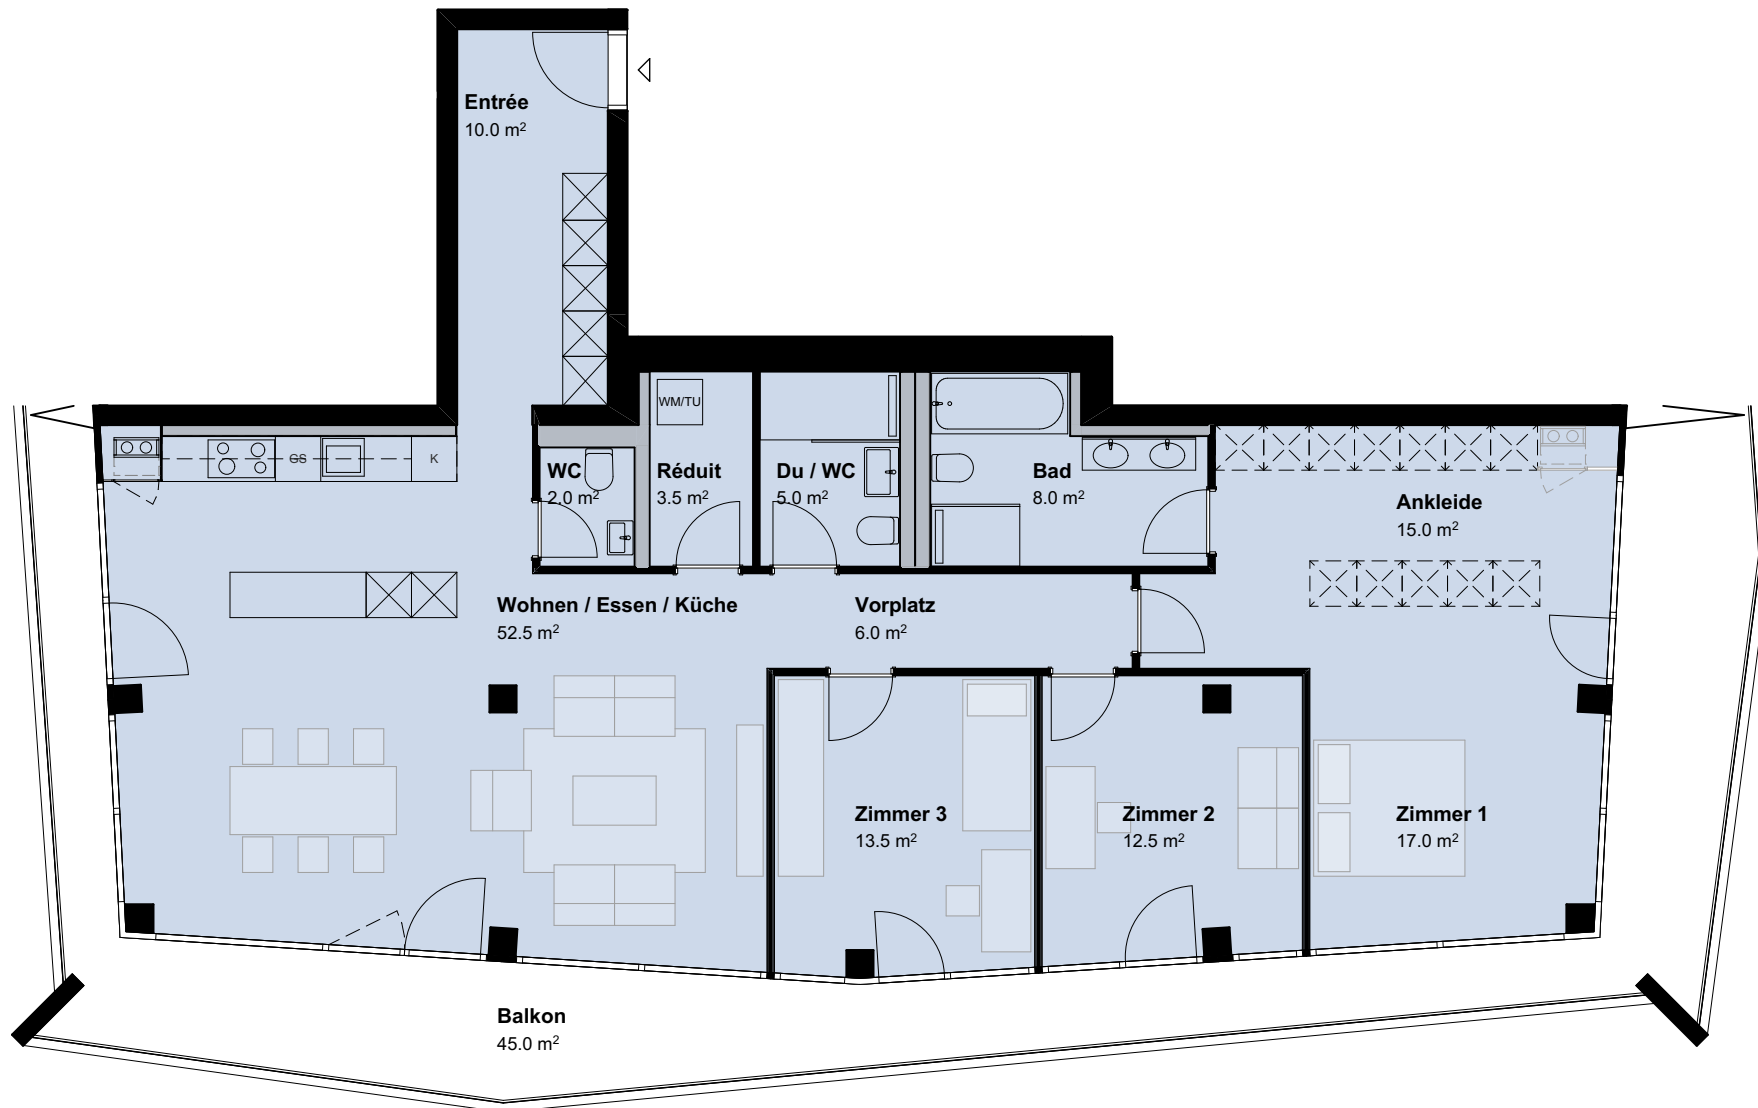 Entrée
10.0 m²
WM/TU
GS
K
WC
2.0 m²
Réduit
3.5 m²
Du / WC
5.0 m²
Bad
8.0 m²
Ankleide
15.0 m²
Wohnen / Essen / Küche
52.5 m²
Vorplatz
6.0 m²
Zimmer 3
13.5 m²
Zimmer 2
12.5 m²
Zimmer 1
17.0 m²
Balkon
45.0 m²